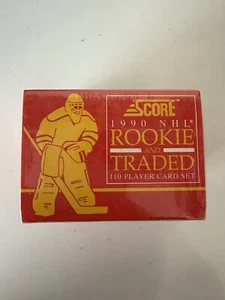 SCORE
1990 NHL®
ROOKIE
AND
TRADED
110 PLAYER CARD SET